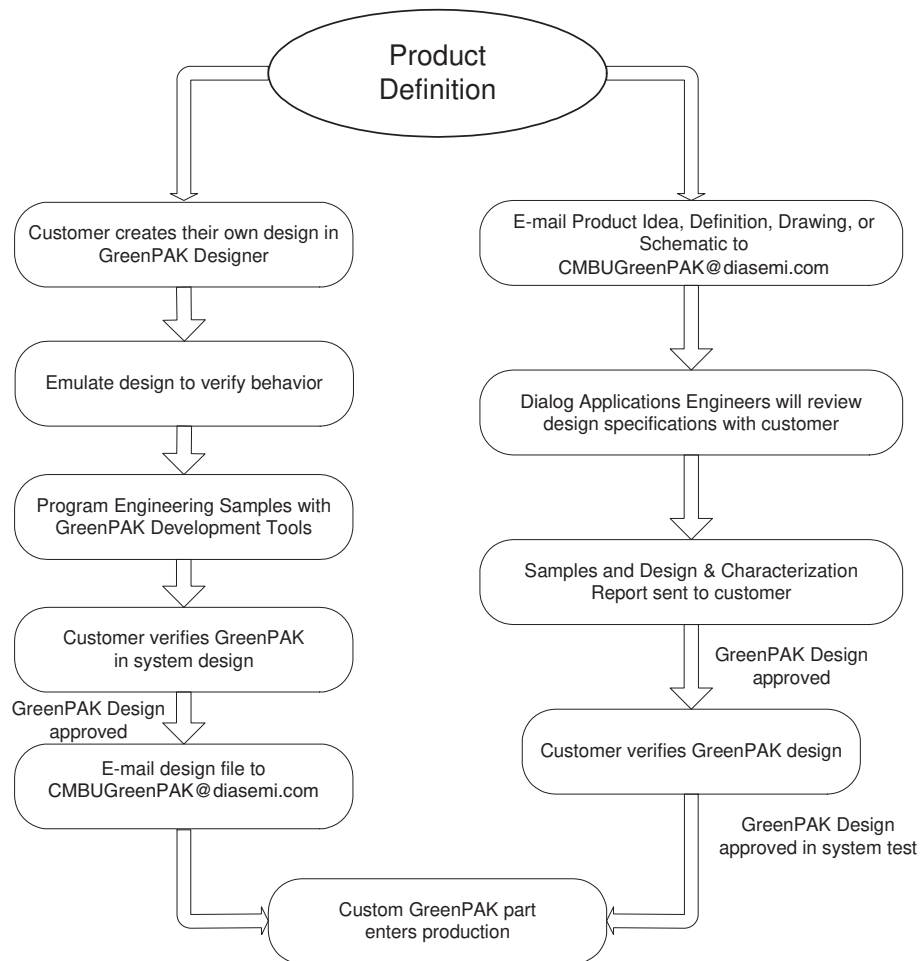 Product
Definition
Customer creates their own design in
GreenPAK Designer
Emulate design to verify behavior
Program Engineering Samples with
GreenPAK Development Tools
Customer verifies GreenPAK
in system design
GreenPAK Design
approved
E-mail design file to
CMBUGreenPAK@diasemi.com
E-mail Product Idea, Definition, Drawing, or
Schematic to
CMBUGreenPAK@diasemi.com
Dialog Applications Engineers will review
design specifications with customer
Samples and Design & Characterization
Report sent to customer
GreenPAK Design
approved
Customer verifies GreenPAK design
GreenPAK Design
approved in system test
Custom GreenPAK part
enters production